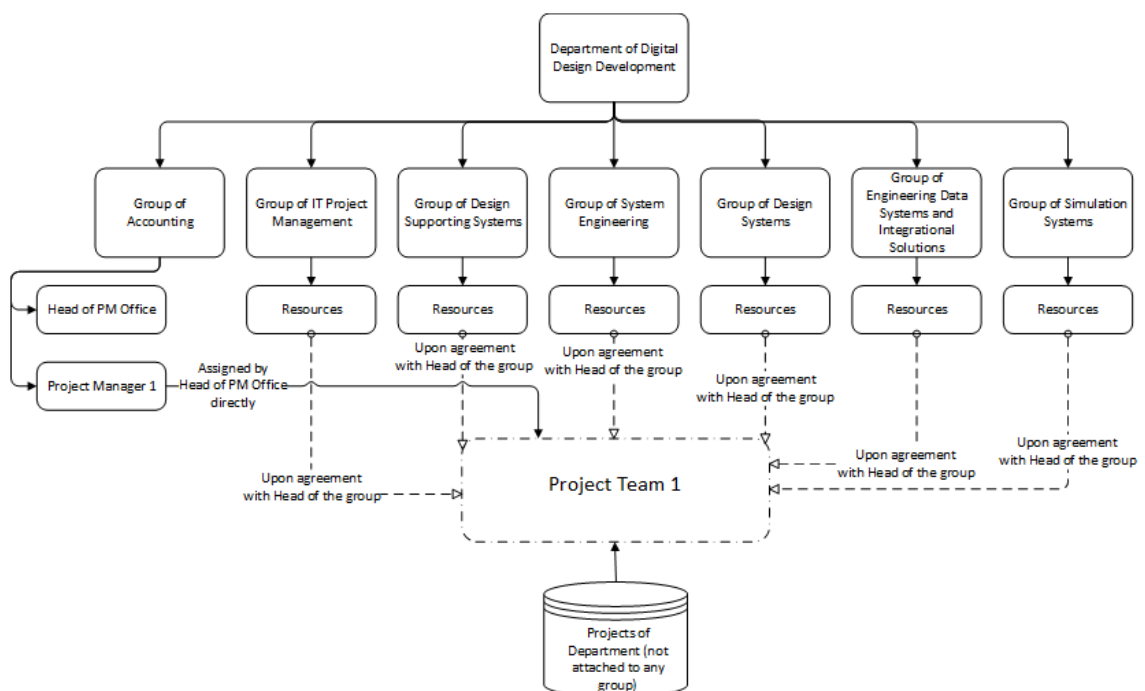 Department of Digital
Design Development
Group of
Accounting
Group of IT Project
Management
Group of Design
Supporting Systems
Group of System
Engineering
Group of Design
Systems
Group of
Engineering Data
Systems and
Integrational
Solutions
Group of Simulation
Systems
Head of PM Office
Resources
Resources
Resources
Resources
Resources
Resources
Project Manager 1
Assigned by
Head of PM Office
directly
Upon agreement
with Head of the group
Upon agreement
with Head of the group
Upon agreement
with Head of the group
Upon agreement
with Head of the group
Upon agreement
with Head of the group
Upon agreement
with Head of the group
Project Team 1
Projects of
Department (not
attached to any
group)